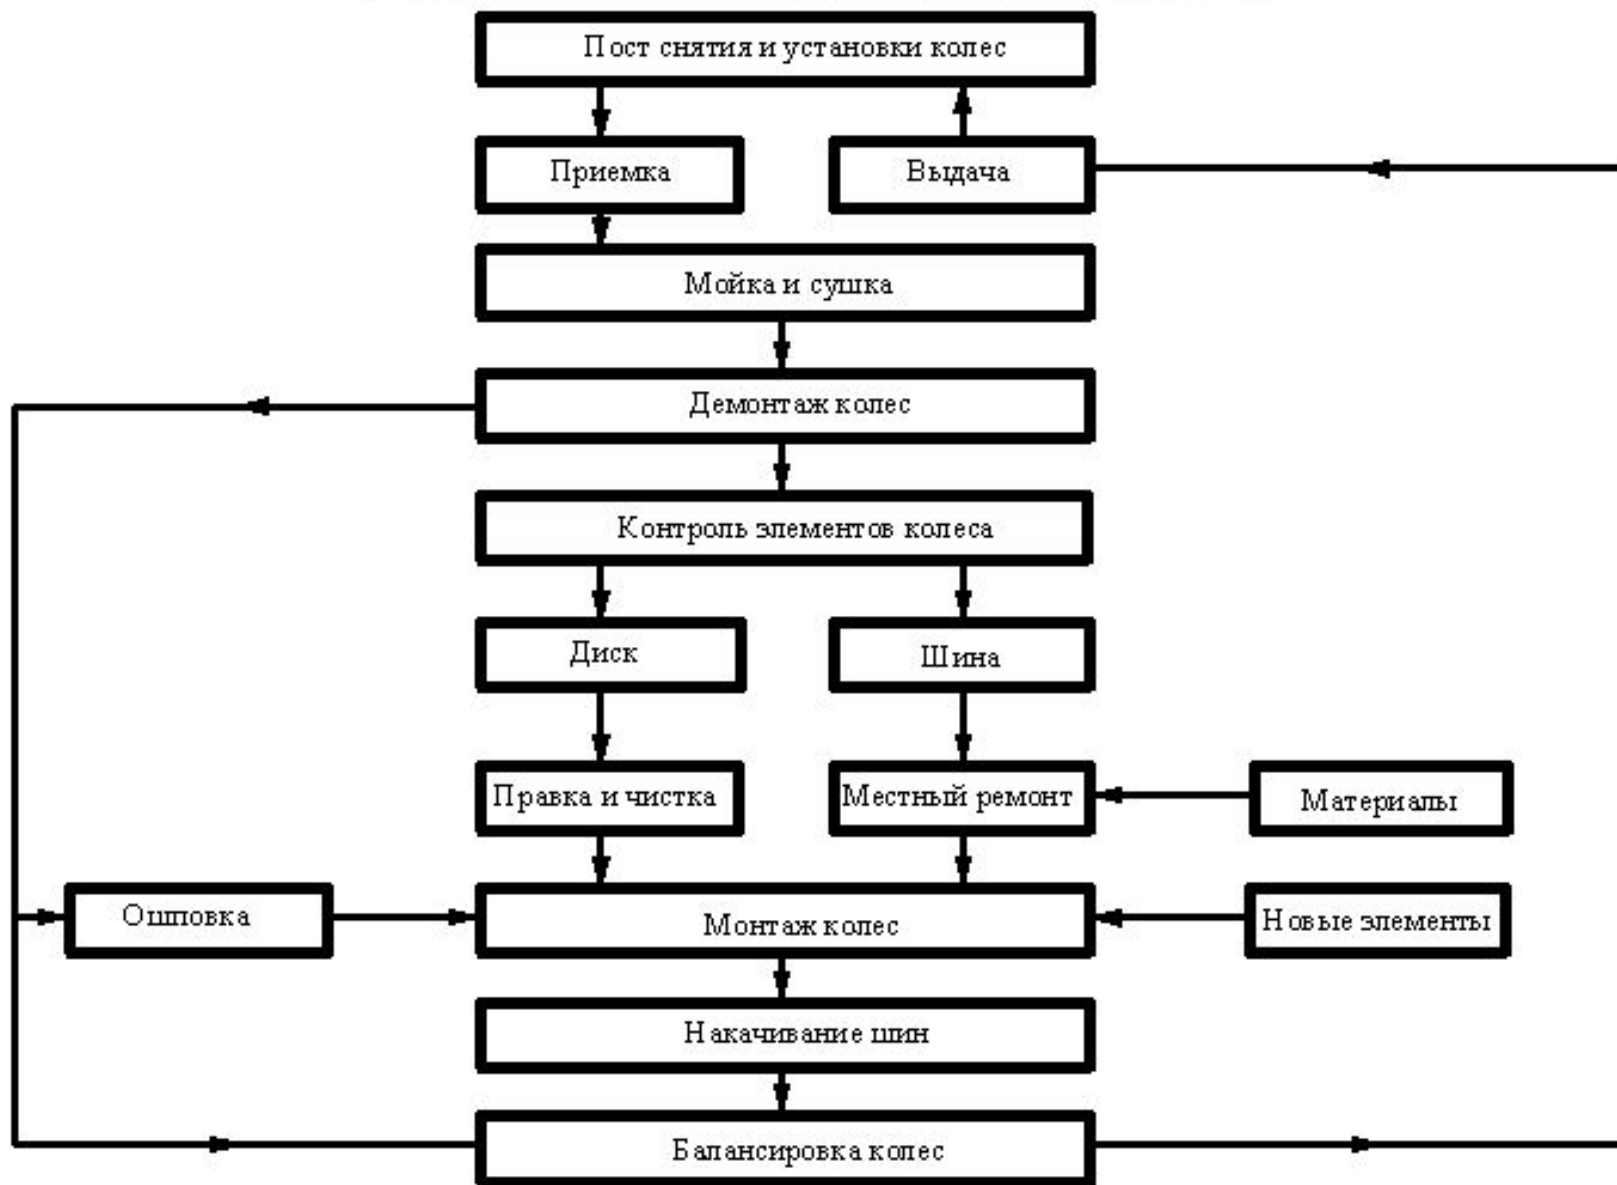 Пост снятия и установки колес
Приемка
Выдача
Мойка и сушка
Демонтаж колес
Контроль элементов колеса
Диск
Шина
Правка и чистка
Местный ремонт
Материалы
Ошповка
Монтаж колес
Новые элементы
Накачивание шин
Балансировка колес